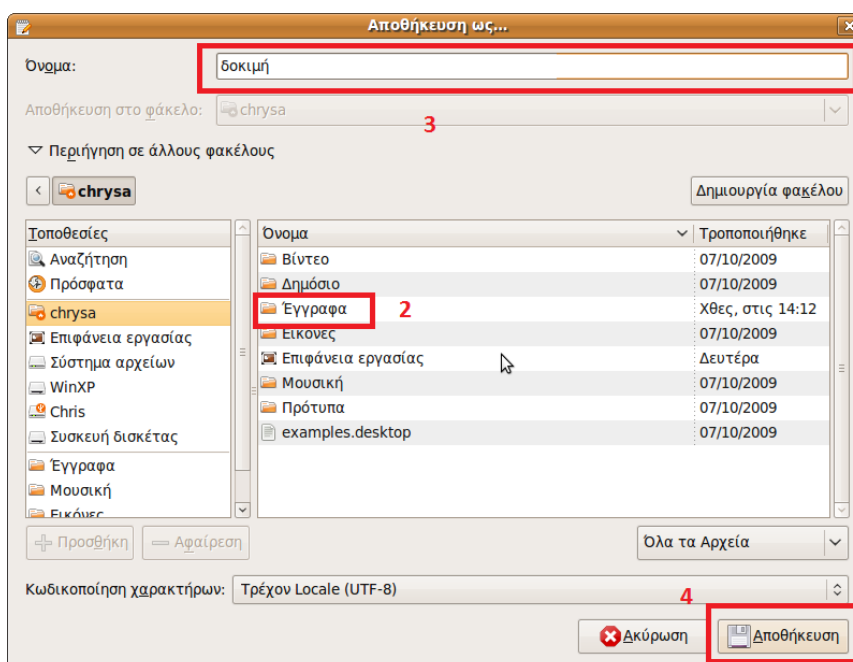 Αποθήκευση ως...
Όνομα: δοκιμή
Αποθήκευση στο φάκελο: chrysa
3
Περιήγηση σε άλλους φακέλους
chrysa Δημιουργία φακέλου
Τοποθεσίες Όνομα Τροποποιήθηκε
Αναζήτηση Βίντεο 07/10/2009
Πρόσφατα Δημόσιο 07/10/2009
chrysa Έγγραφα 2 Χθες, στις 14:12
Επιφάνεια εργασίας Εικόνες 07/10/2009
Σύστημα αρχείων Επιφάνεια εργασίας Δευτέρα
WinXP Μουσική 07/10/2009
Chris Πρότυπα 07/10/2009
Συσκευή δισκέτας examples.desktop 07/10/2009
Έγγραφα
Μουσική
Εικόνες
Προσθήκη Αφαίρεση Όλα τα Αρχεία
Κωδικοποίηση χαρακτήρων: Τρέχον Locale (UTF-8)
4
Ακύρωση Αποθήκευση